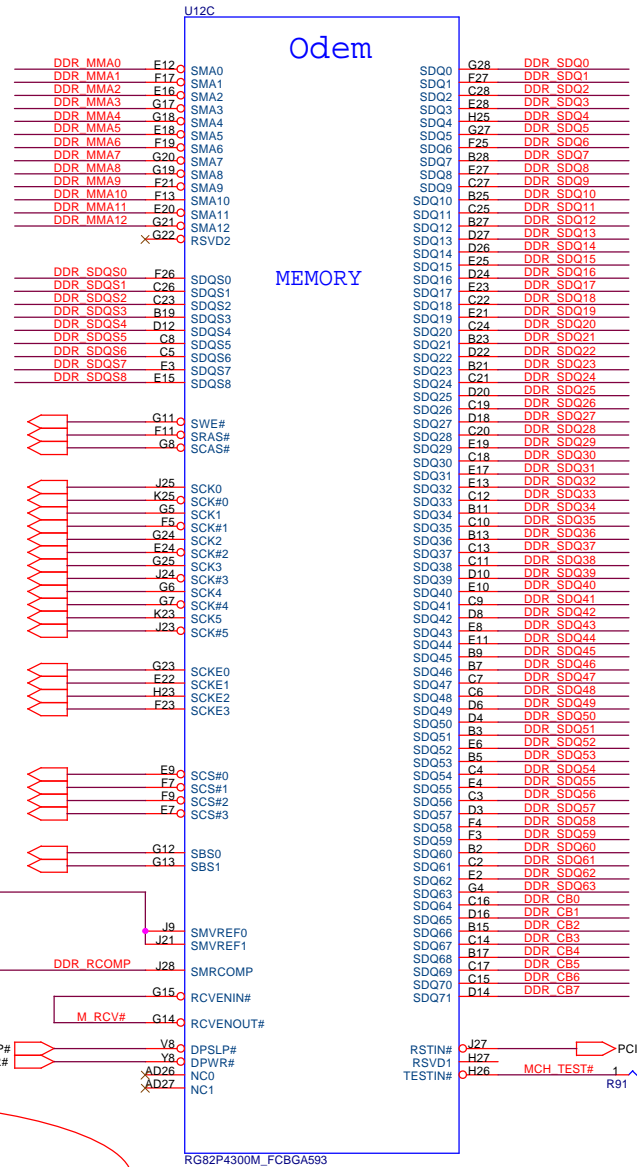 U12C
Odem
MEMORY
DDR_MMA0 E12 SMA0
DDR_MMA1 F17 SMA1
DDR_MMA2 E16 SMA2
DDR_MMA3 G17 SMA3
DDR_MMA4 G18 SMA4
DDR_MMA5 E18 SMA5
DDR_MMA6 F19 SMA6
DDR_MMA7 G20 SMA7
DDR_MMA8 G19 SMA8
DDR_MMA9 F21 SMA9
DDR_MMA10 F13 SMA10
DDR_MMA11 E20 SMA11
DDR_MMA12 G21 SMA12
G22 RSVD2
DDR_SDQS0 F26 SDQS0
DDR_SDQS1 C26 SDQS1
DDR_SDQS2 C23 SDQS2
DDR_SDQS3 B19 SDQS3
DDR_SDQS4 D12 SDQS4
DDR_SDQS5 C8 SDQS5
DDR_SDQS6 C5 SDQS6
DDR_SDQS7 E3 SDQS7
DDR_SDQS8 E15 SDQS8
G11 SWE#
F11 SRAS#
G8 SCAS#
J25 SCK0
K25 SCK#0
G5 SCK1
F5 SCK#1
G24 SCK2
E24 SCK#2
G25 SCK3
J24 SCK#3
G6 SCK4
G7 SCK#4
K23 SCK5
J23 SCK#5
G23 SCKE0
E22 SCKE1
H23 SCKE2
F23 SCKE3
E9 SCS#0
F7 SCS#1
F9 SCS#2
E7 SCS#3
G12 SBS0
G13 SBS1
J9 SMVREF0
J21 SMVREF1
DDR_RCOMP J28 SMRCOMP
G15 RCVENIN#
M_RCV# G14 RCVENOUT#
P# V8 DPSLP#
R# Y8 DPWR#
AD26 NC0
AD27 NC1
SDQ0 G28 DDR_SDQ0
SDQ1 F27 DDR_SDQ1
SDQ2 C28 DDR_SDQ2
SDQ3 E28 DDR_SDQ3
SDQ4 H25 DDR_SDQ4
SDQ5 G27 DDR_SDQ5
SDQ6 F25 DDR_SDQ6
SDQ7 B28 DDR_SDQ7
SDQ8 E27 DDR_SDQ8
SDQ9 C27 DDR_SDQ9
SDQ10 B25 DDR_SDQ10
SDQ11 C25 DDR_SDQ11
SDQ12 B27 DDR_SDQ12
SDQ13 D27 DDR_SDQ13
SDQ14 D26 DDR_SDQ14
SDQ15 E25 DDR_SDQ15
SDQ16 D24 DDR_SDQ16
SDQ17 E23 DDR_SDQ17
SDQ18 C22 DDR_SDQ18
SDQ19 E21 DDR_SDQ19
SDQ20 C24 DDR_SDQ20
SDQ21 B23 DDR_SDQ21
SDQ22 D22 DDR_SDQ22
SDQ23 B21 DDR_SDQ23
SDQ24 C21 DDR_SDQ24
SDQ25 D20 DDR_SDQ25
SDQ26 C19 DDR_SDQ26
SDQ27 D18 DDR_SDQ27
SDQ28 C20 DDR_SDQ28
SDQ29 E19 DDR_SDQ29
SDQ30 C18 DDR_SDQ30
SDQ31 E17 DDR_SDQ31
SDQ32 E13 DDR_SDQ32
SDQ33 C12 DDR_SDQ33
SDQ34 B11 DDR_SDQ34
SDQ35 C10 DDR_SDQ35
SDQ36 B13 DDR_SDQ36
SDQ37 C13 DDR_SDQ37
SDQ38 C11 DDR_SDQ38
SDQ39 D10 DDR_SDQ39
SDQ40 E10 DDR_SDQ40
SDQ41 C9 DDR_SDQ41
SDQ42 D8 DDR_SDQ42
SDQ43 E8 DDR_SDQ43
SDQ44 E11 DDR_SDQ44
SDQ45 B9 DDR_SDQ45
SDQ46 B7 DDR_SDQ46
SDQ47 C7 DDR_SDQ47
SDQ48 C6 DDR_SDQ48
SDQ49 D6 DDR_SDQ49
SDQ50 D4 DDR_SDQ50
SDQ51 B3 DDR_SDQ51
SDQ52 E6 DDR_SDQ52
SDQ53 B5 DDR_SDQ53
SDQ54 C4 DDR_SDQ54
SDQ55 E4 DDR_SDQ55
SDQ56 C3 DDR_SDQ56
SDQ57 D3 DDR_SDQ57
SDQ58 F4 DDR_SDQ58
SDQ59 F3 DDR_SDQ59
SDQ60 B2 DDR_SDQ60
SDQ61 C2 DDR_SDQ61
SDQ62 E2 DDR_SDQ62
SDQ63 G4 DDR_SDQ63
SDQ64 C16 DDR_CB0
SDQ65 D16 DDR_CB1
SDQ66 B15 DDR_CB2
SDQ67 C14 DDR_CB3
SDQ68 B17 DDR_CB4
SDQ69 C17 DDR_CB5
SDQ70 C15 DDR_CB6
SDQ71 D14 DDR_CB7
RSTIN# J27 PCI
RSVD1 H27
TESTIN# H26 MCH_TEST# 1
R91
RG82P4300M_FCBGA593